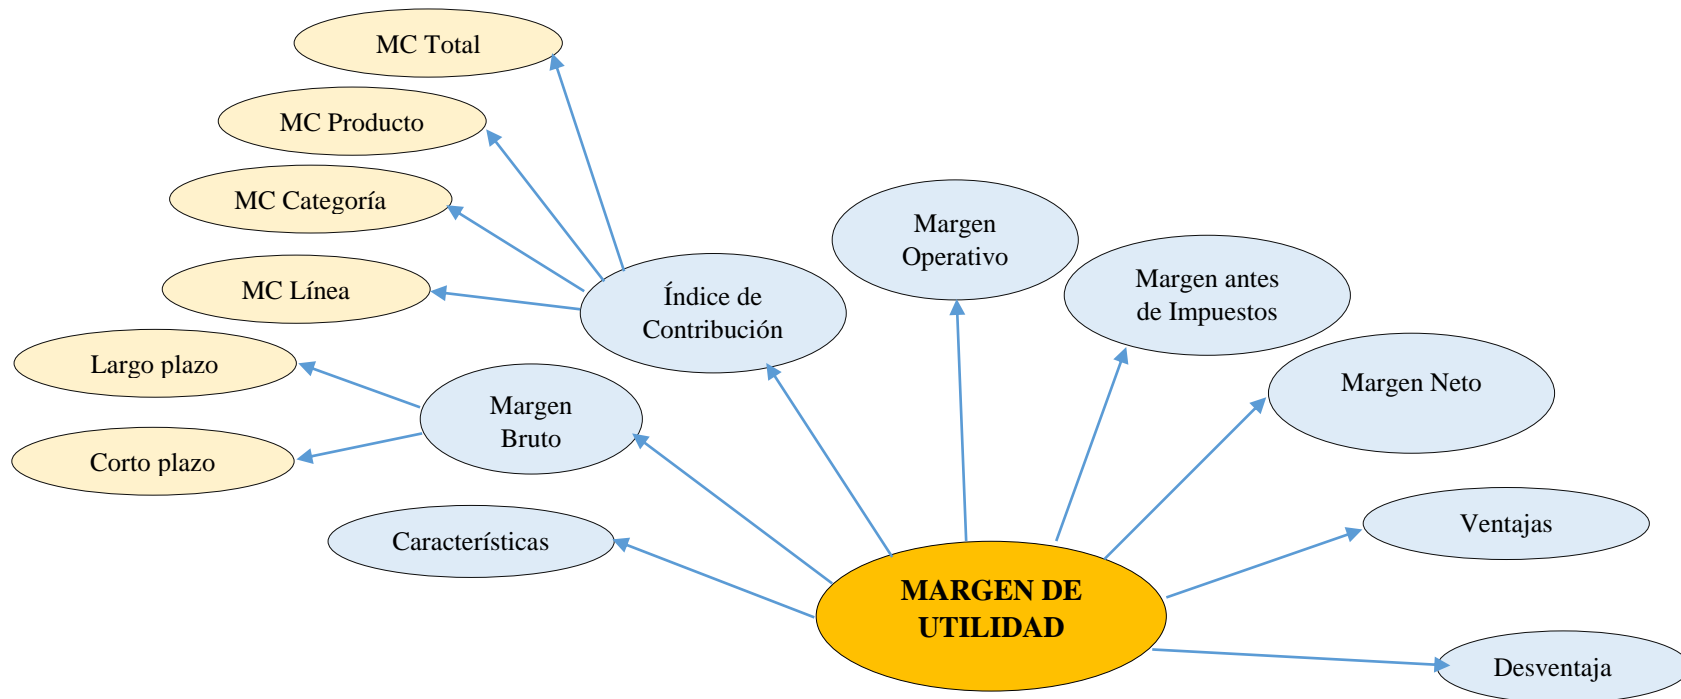 MC Total
MC Producto
MC Categoría
MC Línea
Largo plazo
Corto plazo
Índice de
Contribución
Margen
Bruto
Características
Margen
Operativo
Margen antes
de Impuestos
Margen Neto
Ventajas
Desventaja
MARGEN DE
UTILIDAD